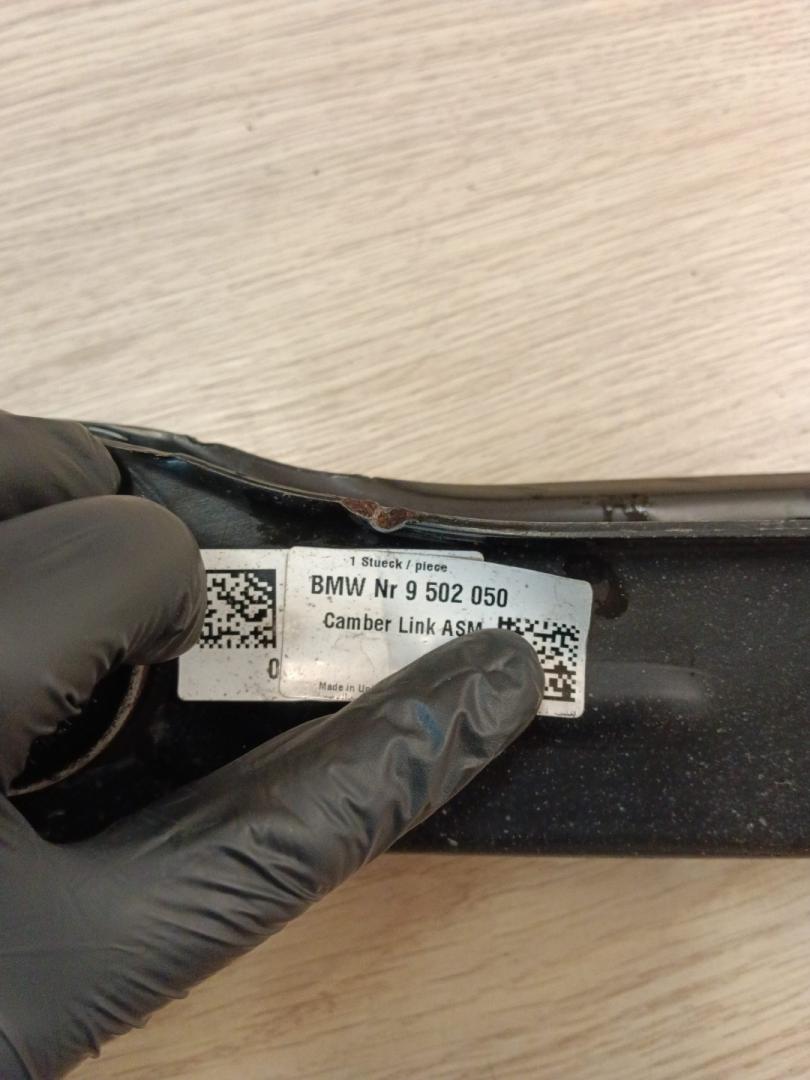 1 Stueck / piece
BMW Nr 9 502 050
Camber Link ASM
Made in
0